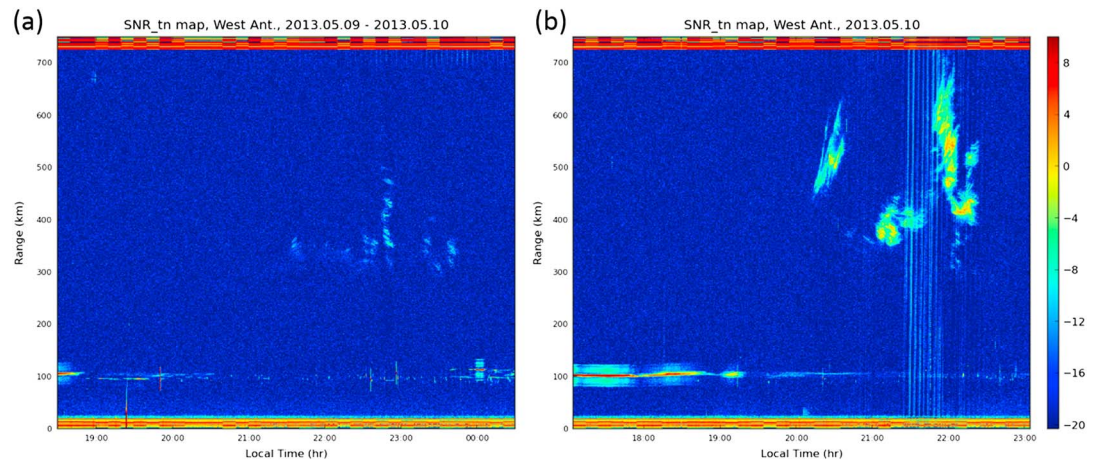 (a)
SNR_tn map, West Ant., 2013.05.09 - 2013.05.10
Range (km)
700
600
500
400
300
200
100
0
19:00 20:00 21:00 22:00 23:00 00:00
Local Time (hr)
(b)
SNR_tn map, West Ant., 2013.05.10
Range (km)
700
600
500
400
300
200
100
0
18:00 19:00 20:00 21:00 22:00 23:00
Local Time (hr)
8
4
0
−4
−8
−12
−16
−20